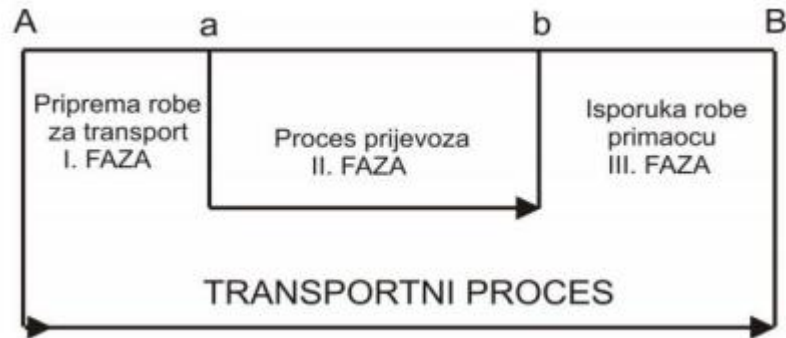 A a b B
Priprema robe
za transport
I. FAZA
Proces prijevoza
II. FAZA
Isporuka robe
primaocu
III. FAZA
TRANSPORTNI PROCES